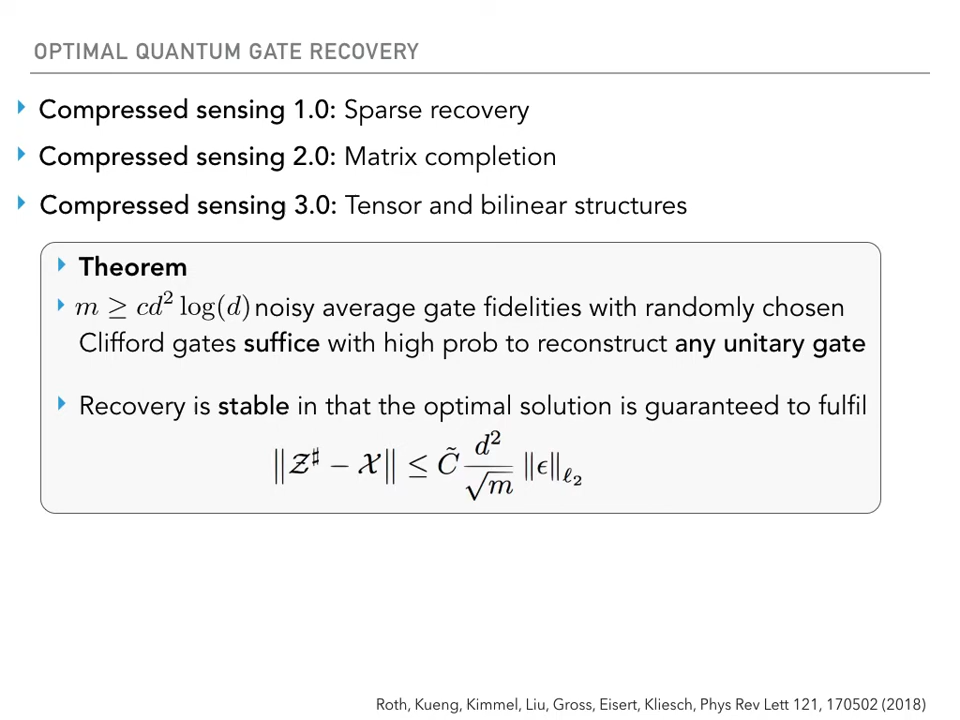 OPTIMAL QUANTUM GATE RECOVERY
Compressed sensing 1.0: Sparse recovery
Compressed sensing 2.0: Matrix completion
Compressed sensing 3.0: Tensor and bilinear structures
Theorem
m ≥ cd² log(d) noisy average gate fidelities with randomly chosen
Clifford gates suffice with high prob to reconstruct any unitary gate
Recovery is stable in that the optimal solution is guaranteed to fulfil
‖𝒵♯ − 𝒳‖ ≤ C̃ d²/√m ‖ϵ‖ℓ₂
Roth, Kueng, Kimmel, Liu, Gross, Eisert, Kliesch, Phys Rev Lett 121, 170502 (2018)